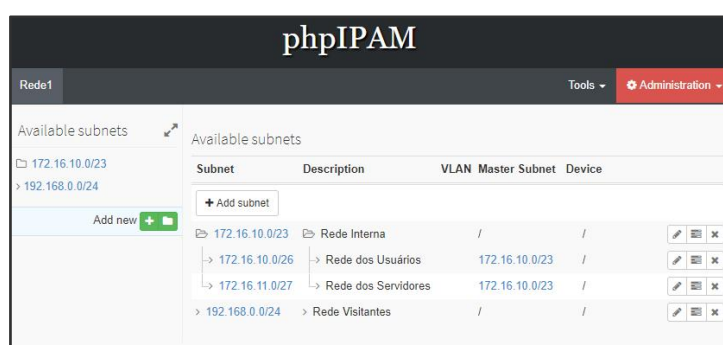 phpIPAM
Rede1
Tools
Administration
Available subnets
172.16.10.0/23
192.168.0.0/24
Add new
Available subnets
Subnet Description VLAN Master Subnet Device
+ Add subnet
172.16.10.0/23 Rede Interna / /
172.16.10.0/26 Rede dos Usuários 172.16.10.0/23 /
172.16.11.0/27 Rede dos Servidores 172.16.10.0/23 /
192.168.0.0/24 Rede Visitantes / /